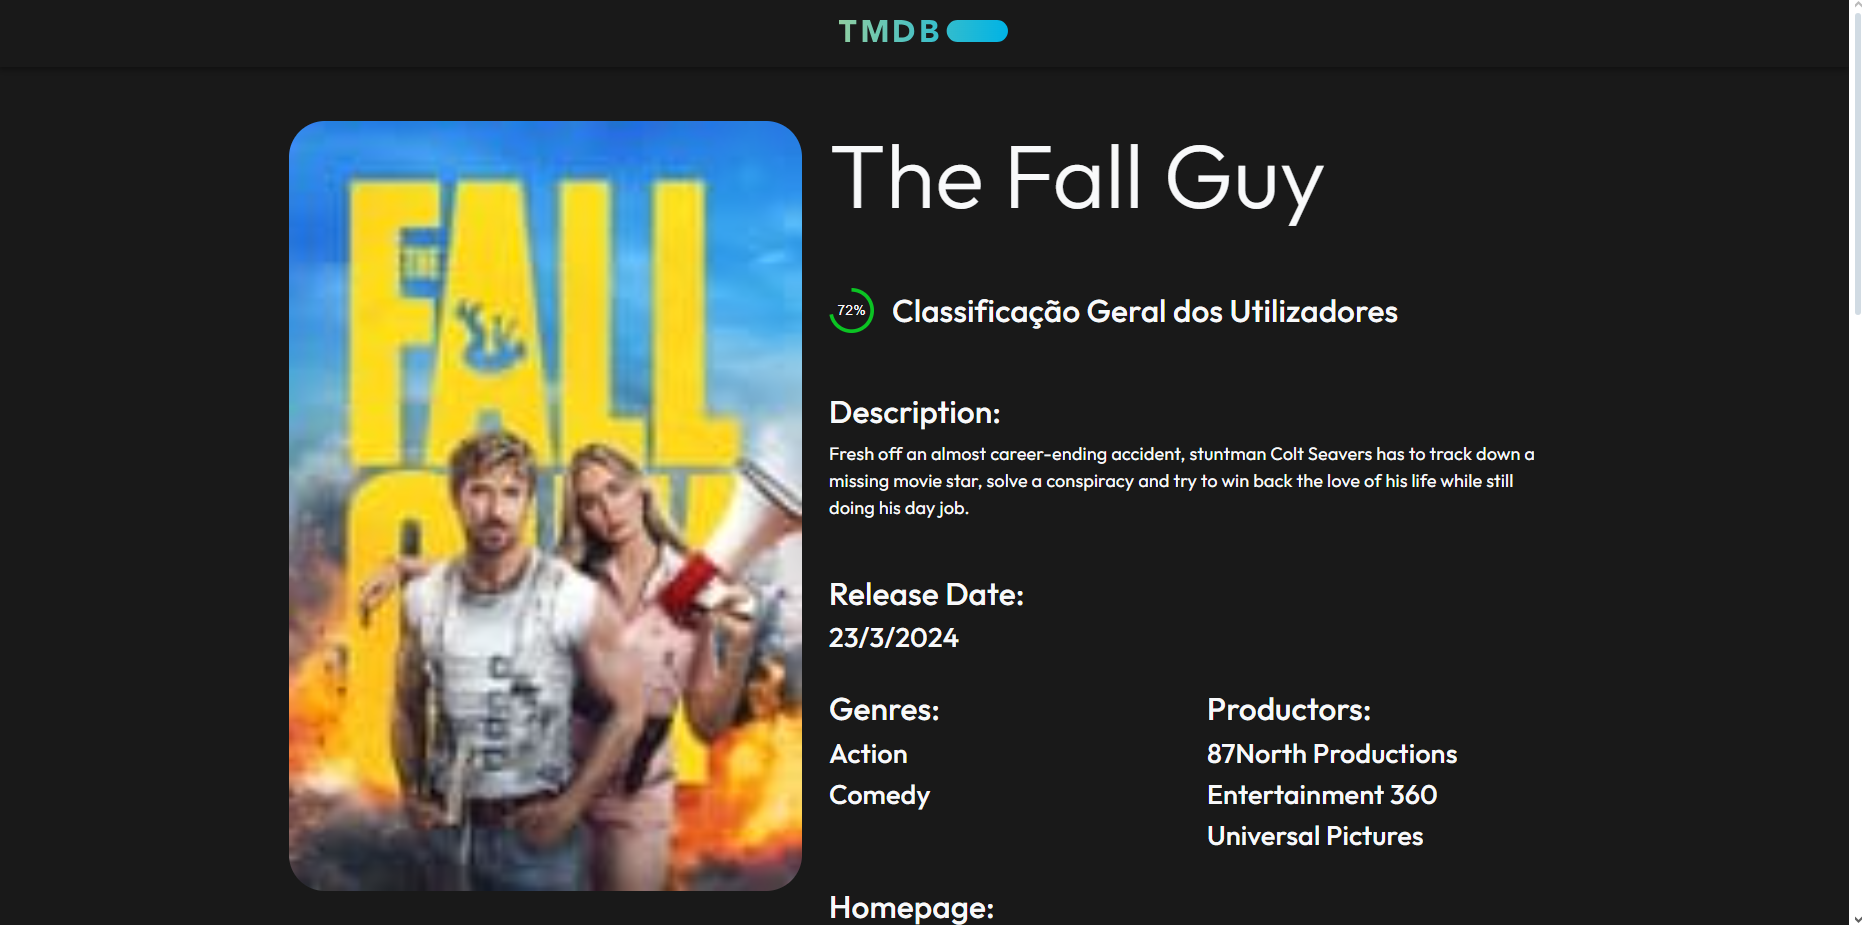 TMDB
FALL
The Fall Guy
72%
Classificação Geral dos Utilizadores
Description:
Fresh off an almost career-ending accident, stuntman Colt Seavers has to track down a
missing movie star, solve a conspiracy and try to win back the love of his life while still
doing his day job.
Release Date:
23/3/2024
Genres:
Action
Comedy
Productors:
87North Productions
Entertainment 360
Universal Pictures
Homepage: